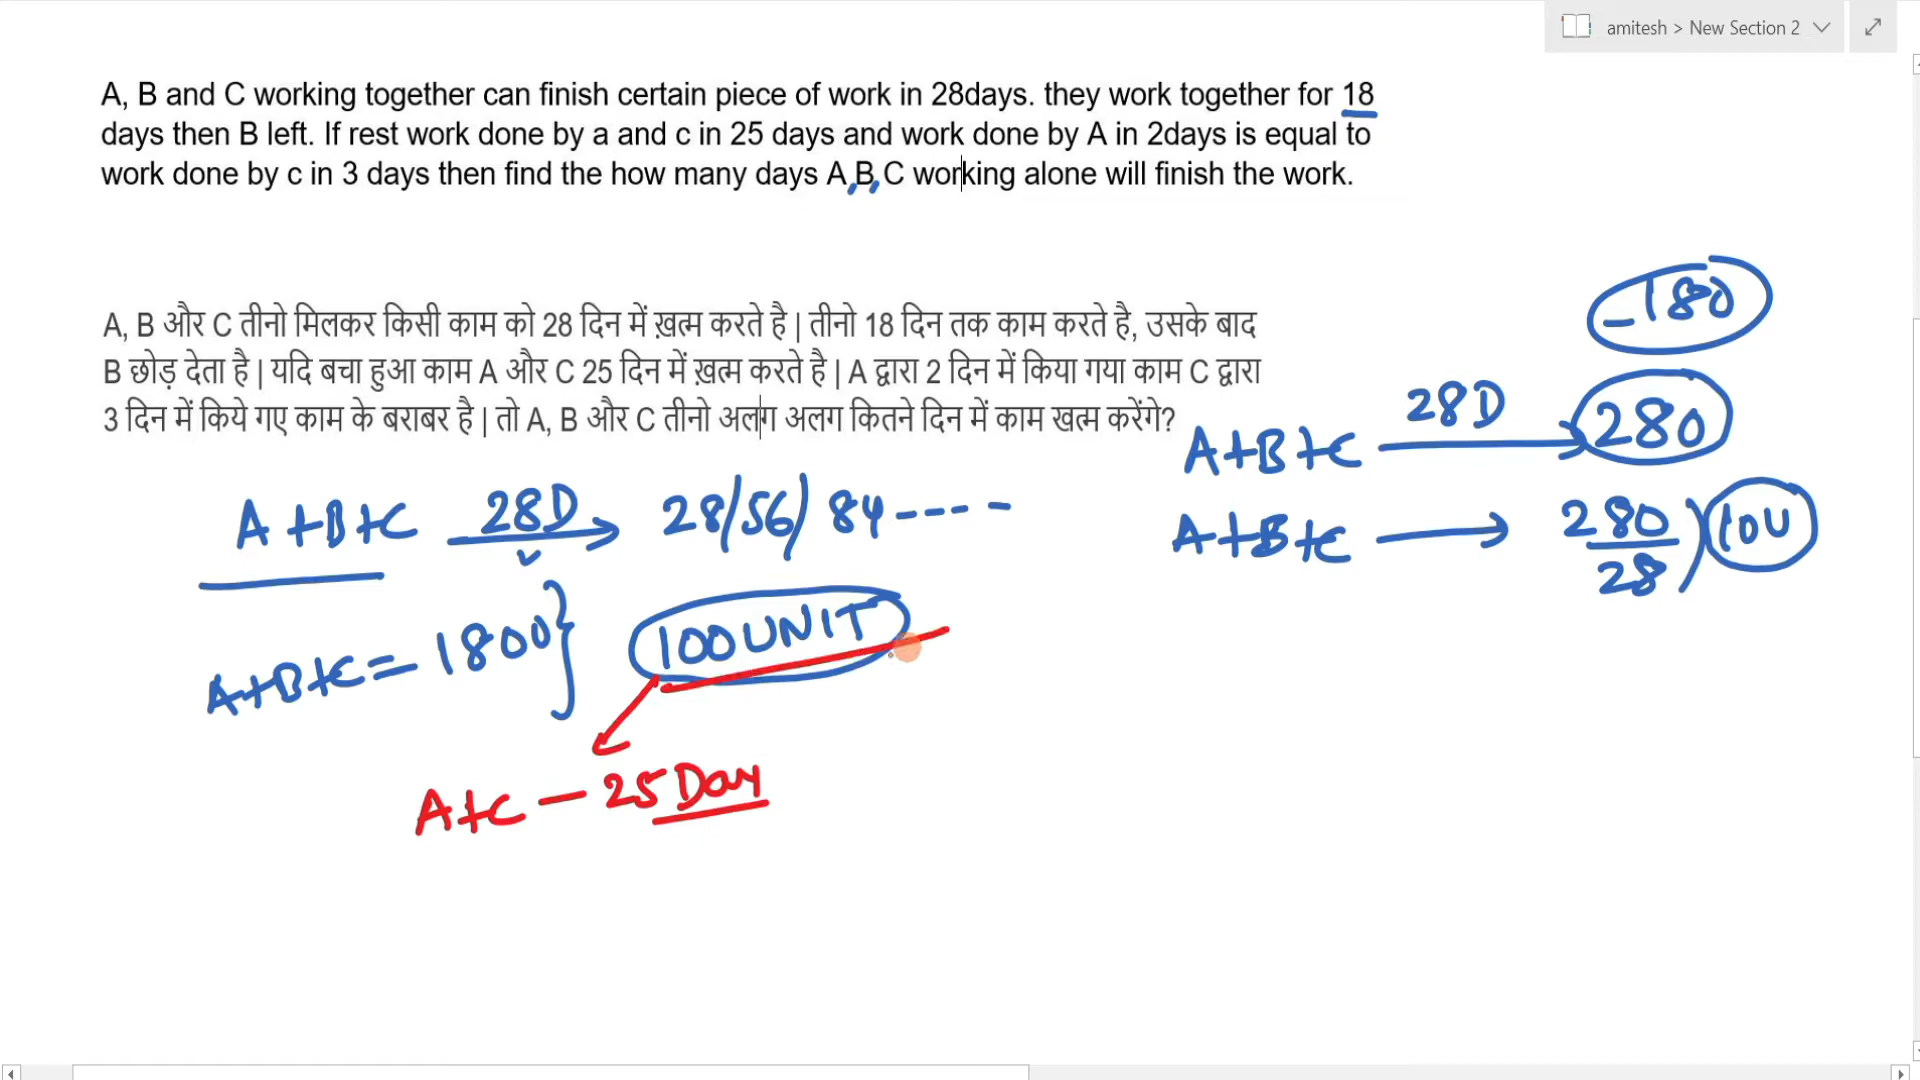 amitesh > New Section 2
A, B and C working together can finish certain piece of work in 28days. they work together for 18
days then B left. If rest work done by a and c in 25 days and work done by A in 2days is equal to
work done by c in 3 days then find the how many days A,B,C working alone will finish the work.
A, B और C तीनो मिलकर किसी काम को 28 दिन में ख़त्म करते है | तीनो 18 दिन तक काम करते है, उसके बाद
B छोड़ देता है | यदि बचा हुआ काम A और C 25 दिन में ख़त्म करते है | A द्वारा 2 दिन में किया गया काम C द्वारा
3 दिन में किये गए काम के बराबर है | तो A, B और C तीनो अलग अलग कितने दिन में काम खत्म करेंगे?
-180
A+B+C 28D 280
A+B+C 28D 28/56/84----
A+B+C 280/28) 10U
A+B+C = 1800} 100UNIT
A+C - 25 Day